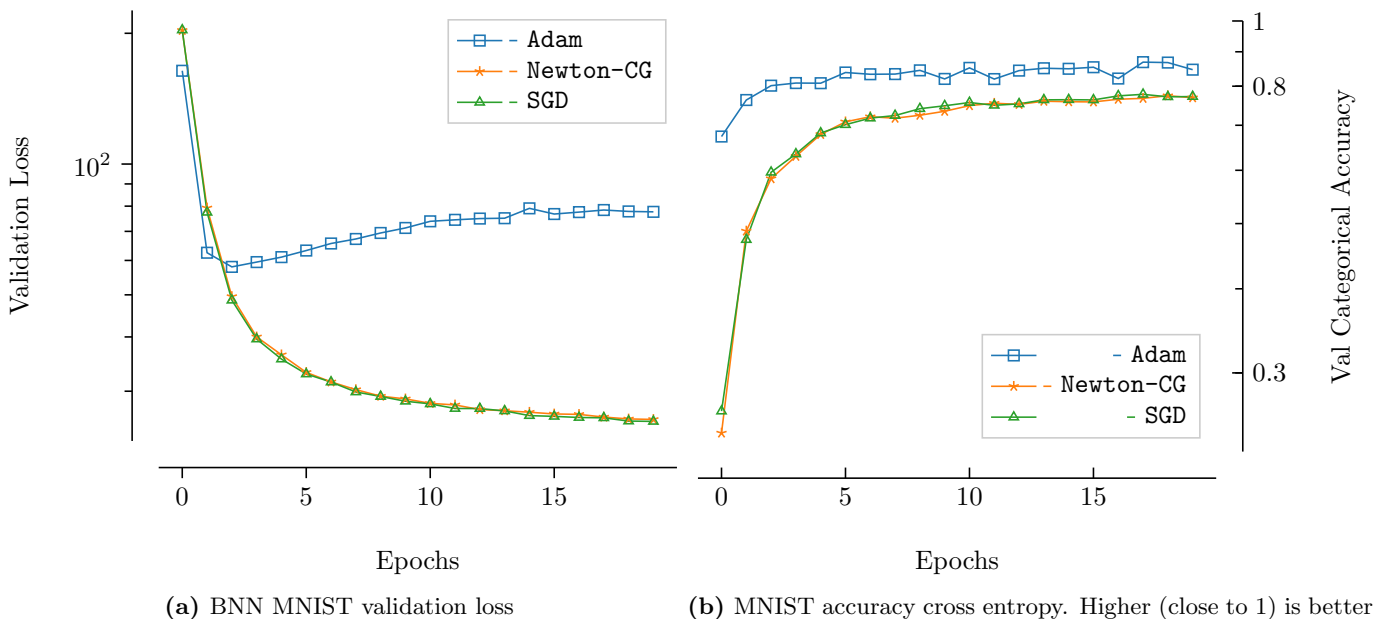 Adam
Newton-CG
SGD
10²
Validation Loss
0 5 10 15
Epochs
(a) BNN MNIST validation loss
1
0.8
0.3
Val Categorical Accuracy
Adam
Newton-CG
SGD
0 5 10 15
Epochs
(b) MNIST accuracy cross entropy. Higher (close to 1) is better